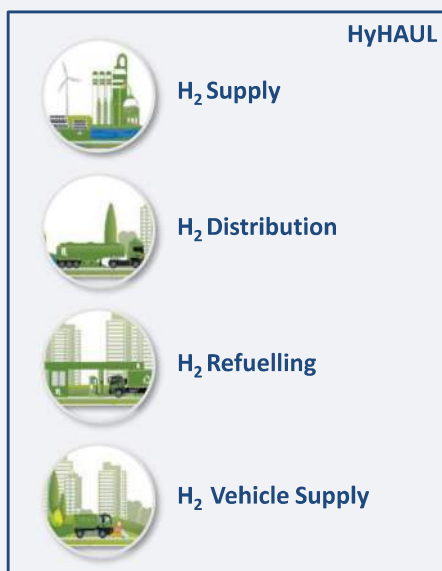 HyHAUL
H₂ Supply
H₂ Distribution
H₂ Refuelling
H₂ Vehicle Supply